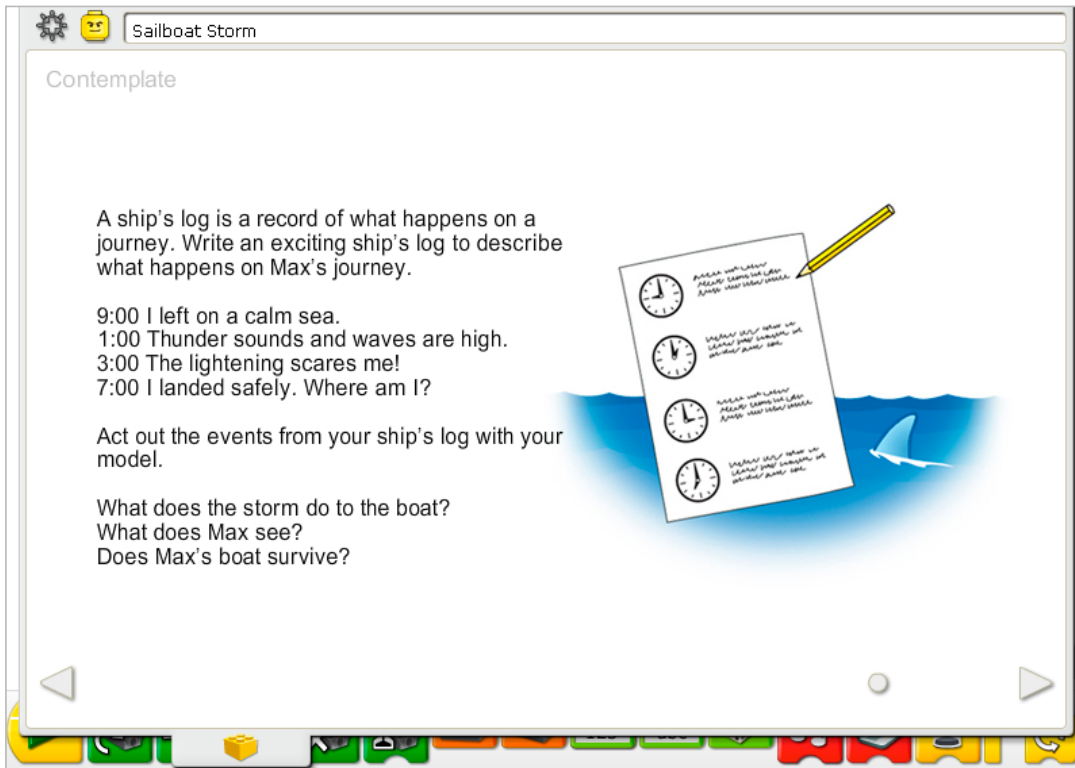 Sailboat Storm
Contemplate
A ship's log is a record of what happens on a
journey. Write an exciting ship's log to describe
what happens on Max's journey.
9:00 I left on a calm sea.
1:00 Thunder sounds and waves are high.
3:00 The lightening scares me!
7:00 I landed safely. Where am I?
Act out the events from your ship's log with your
model.
What does the storm do to the boat?
What does Max see?
Does Max's boat survive?